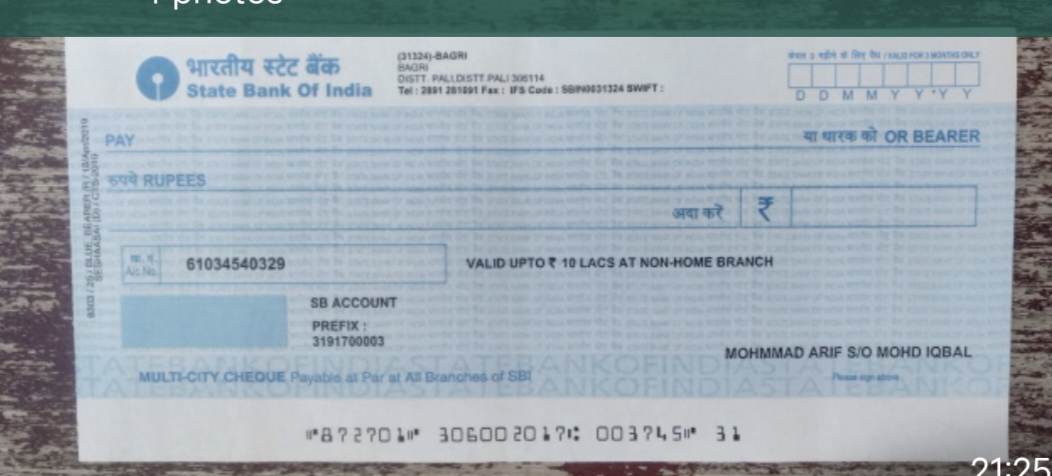 4 photos
भारतीय स्टेट बैंक
State Bank Of India
(31324)-BAGRI
BAGRI
DISTT. PALI,DISTT.PALI 306114
Tel : 2891 281891 Fax : IFS Code : SBIN0031324 SWIFT :
केवल 3 महीने के लिए वैध / VALID FOR 3 MONTHS ONLY
D D M M Y Y Y Y
PAY
या धारक को OR BEARER
रुपये RUPEES
अदा करें ₹
खा. सं.
A/c No.
61034540329
VALID UPTO ₹ 10 LACS AT NON-HOME BRANCH
SB ACCOUNT
PREFIX :
3191700003
MOHMMAD ARIF S/O MOHD IQBAL
Please sign above
MULTI-CITY CHEQUE Payable at Par at All Branches of SBI
STATEBANKOFINDIASTATEBANKOFINDIASTATEBANKOF
⑈872701⑈ 306002017⑆ 003745⑈ 31
21:25